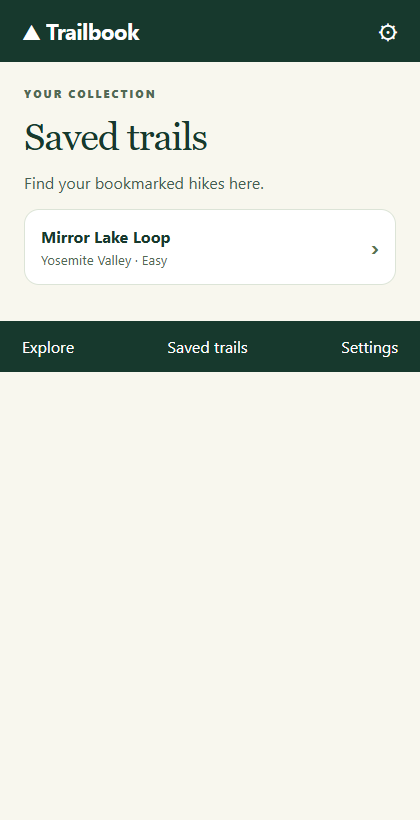 ▲ Trailbook
YOUR COLLECTION
Saved trails
Find your bookmarked hikes here.
Mirror Lake Loop
Yosemite Valley · Easy
Explore
Saved trails
Settings